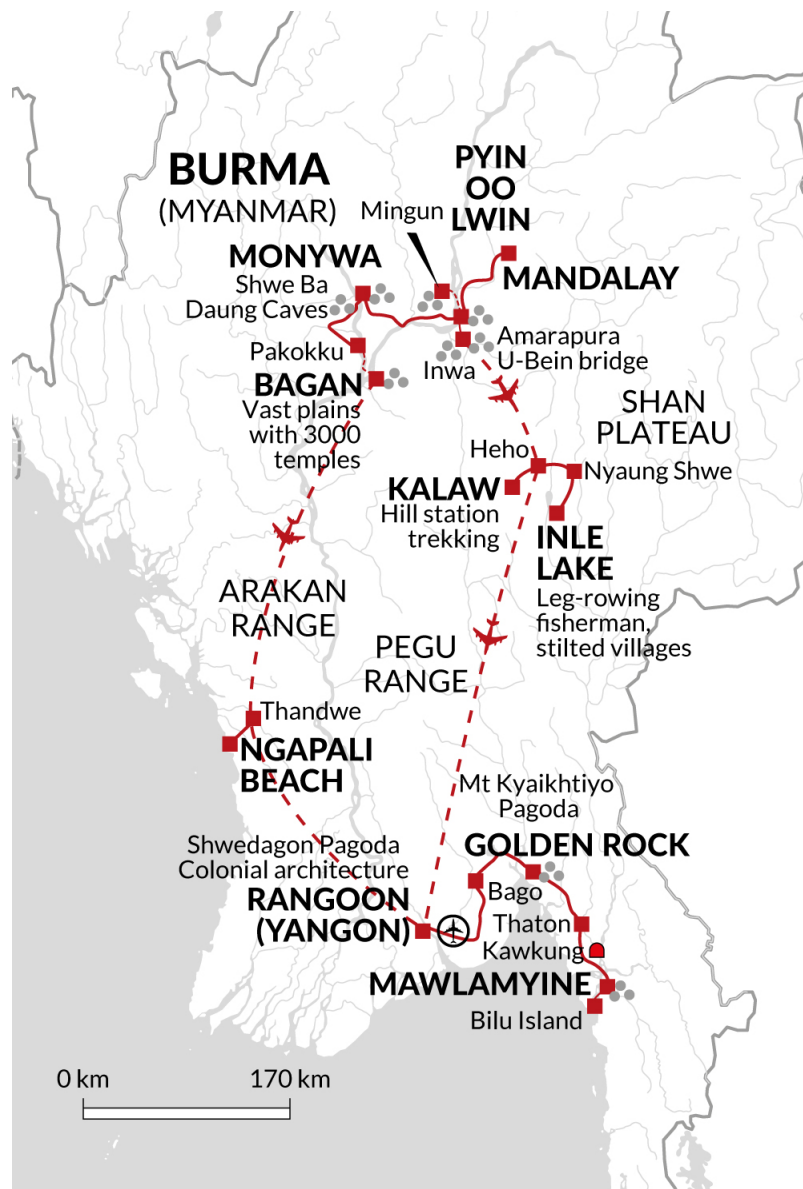 BURMA
(MYANMAR)
PYIN
OO
LWIN
Mingun
MONYWA
Shwe Ba
Daung Caves
MANDALAY
Pakokku
Inwa
Amarapura
U-Bein bridge
BAGAN
Vast plains
with 3000
temples
SHAN
PLATEAU
Heho
Nyaung Shwe
KALAW
Hill station
trekking
INLE
LAKE
Leg-rowing
fisherman,
stilted villages
ARAKAN
RANGE
PEGU
RANGE
Thandwe
NGAPALI
BEACH
Mt Kyaikhtiyo
Pagoda
GOLDEN ROCK
Shwedagon Pagoda
Colonial architecture
RANGOON
(YANGON)
Bago
Thaton
Kawkung
MAWLAMYINE
Bilu Island
0 km
170 km